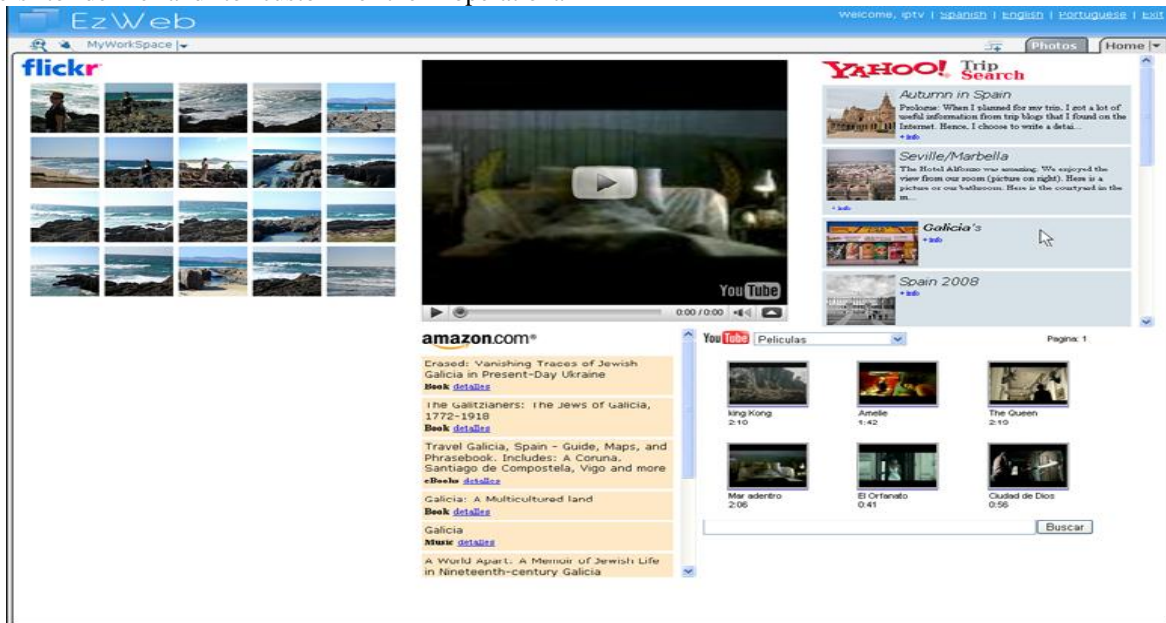 EzWeb
Welcome, iptv | Spanish | English | Portuguese | Exit
MyWorkSpace
Photos
Home
flickr
YouTube
0:00 / 0:00
YAHOO! Trip Search
Autumn in Spain
Prologue: When I planned for my trip, I got a lot of
useful information from trip blogs that I found on the
Internet. Hence, I choose to write a detai...
+ info
Seville/Marbella
The Hotel Alfonso was amazing. We enjoyed the
view from our room (picture on right). Here is a
picture or our bathroom. Here is the courtyard in the
m...
+ info
Galicia's
+ info
Spain 2008
+ info
amazon.com®
Erased: Vanishing Traces of Jewish
Galicia in Present-Day Ukraine
Book detalles
The Galitzianers: The Jews of Galicia,
1772-1918
Book detalles
Travel Galicia, Spain - Guide, Maps, and
Phrasebook. Includes: A Coruna,
Santiago de Compostela, Vigo and more
eBooks detalles
Galicia: A Multicultured land
Book detalles
Galicia
Music detalles
A World Apart. A Memoir of Jewish Life
in Nineteenth-century Galicia
YouTube
Peliculas
Pagina: 1
king Kong
2:10
Amelie
1:42
The Queen
2:10
Mar adentro
2:06
El Orfanato
0:41
Ciudad de Dios
0:56
Buscar